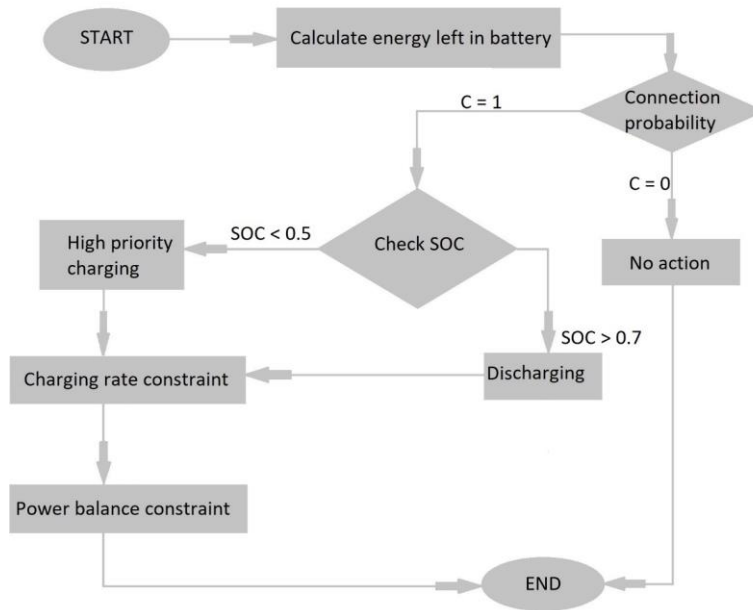 START
Calculate energy left in battery
Connection
probability
C = 1
C = 0
SOC < 0.5
Check SOC
High priority
charging
No action
SOC > 0.7
Charging rate constraint
Discharging
Power balance constraint
END